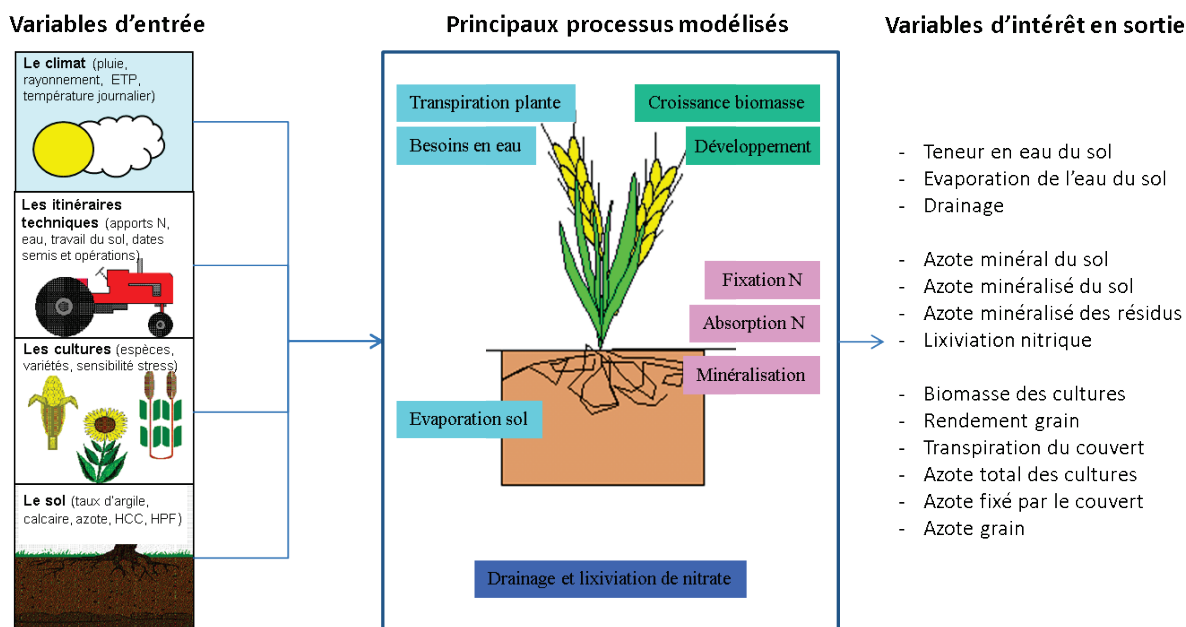 Variables d'entrée
Le climat (pluie,
rayonnement, ETP,
température journalier)
Les itinéraires
techniques (apports N,
eau, travail du sol, dates
semis et opérations)
Les cultures (espèces,
variétés, sensibilité stress)
Le sol (taux d'argile,
calcaire, azote, HCC, HPF)
Principaux processus modélisés
Transpiration plante
Croissance biomasse
Besoins en eau
Développement
Fixation N
Absorption N
Minéralisation
Evaporation sol
Drainage et lixiviation de nitrate
Variables d'intérêt en sortie
- Teneur en eau du sol
- Evaporation de l'eau du sol
- Drainage
- Azote minéral du sol
- Azote minéralisé du sol
- Azote minéralisé des résidus
- Lixiviation nitrique
- Biomasse des cultures
- Rendement grain
- Transpiration du couvert
- Azote total des cultures
- Azote fixé par le couvert
- Azote grain